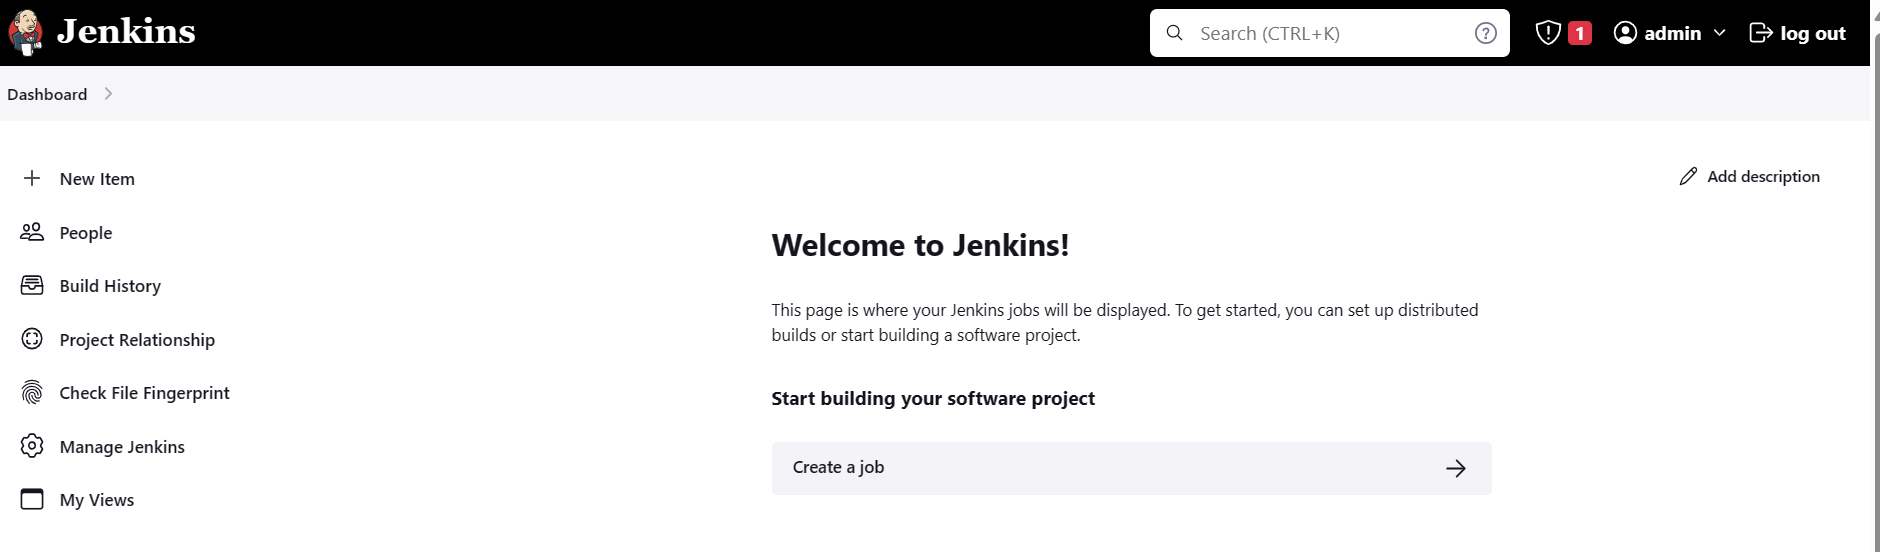 Jenkins
Search (CTRL+K)
?
1
admin
log out
Dashboard
New Item
People
Build History
Project Relationship
Check File Fingerprint
Manage Jenkins
My Views
Add description
Welcome to Jenkins!
This page is where your Jenkins jobs will be displayed. To get started, you can set up distributed
builds or start building a software project.
Start building your software project
Create a job